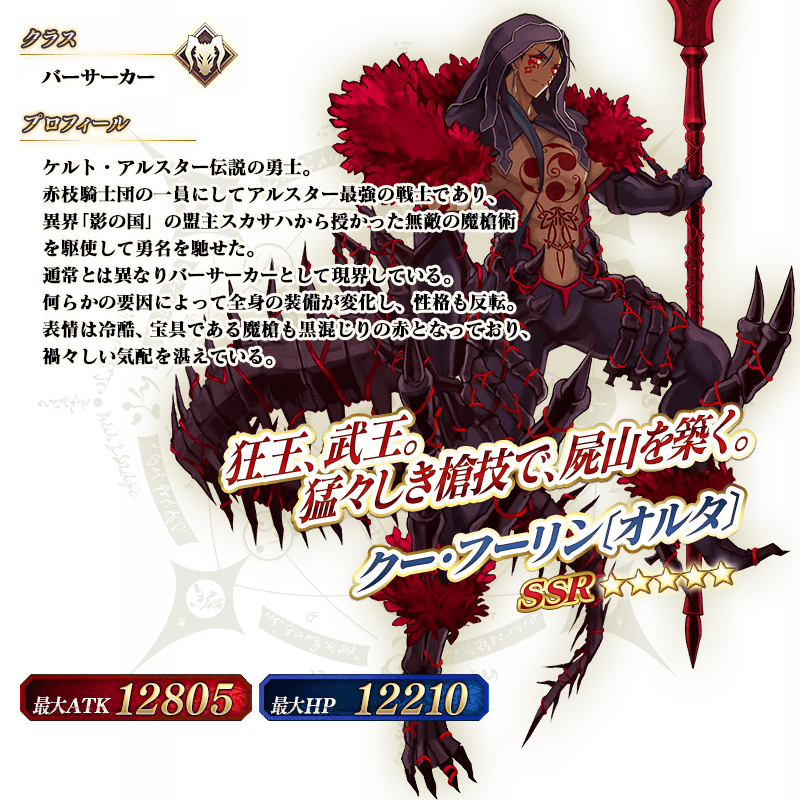 クラス
バーサーカー
プロフィール
ケルト・アルスター伝説の勇士。
赤枝騎士団の一員にしてアルスター最強の戦士であり、
異界「影の国」の盟主スカサハから授かった無敵の魔槍術
を駆使して勇名を馳せた。
通常とは異なりバーサーカーとして現界している。
何らかの要因によって全身の装備が変化し、性格も反転。
表情は冷酷、宝具である魔槍も黒混じりの赤となっており、
禍々しい気配を湛えている。
狂王、武王。
猛々しき槍技で、屍山を築く。
クー・フーリン〔オルタ〕
SSR ☆☆☆☆☆
最大ATK 12805
最大HP 12210